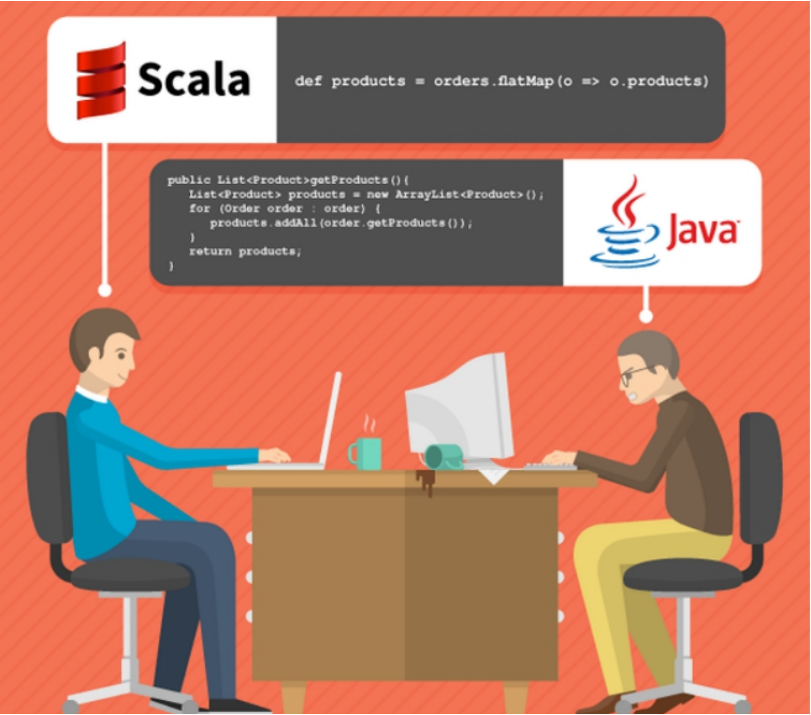 Scala
def products = orders.flatMap(o => o.products)
public List<Product>getProducts(){
List<Product> products = new ArrayList<Product>();
for (Order order : order) {
products.addAll(order.getProducts());
}
return products;
}
Java™